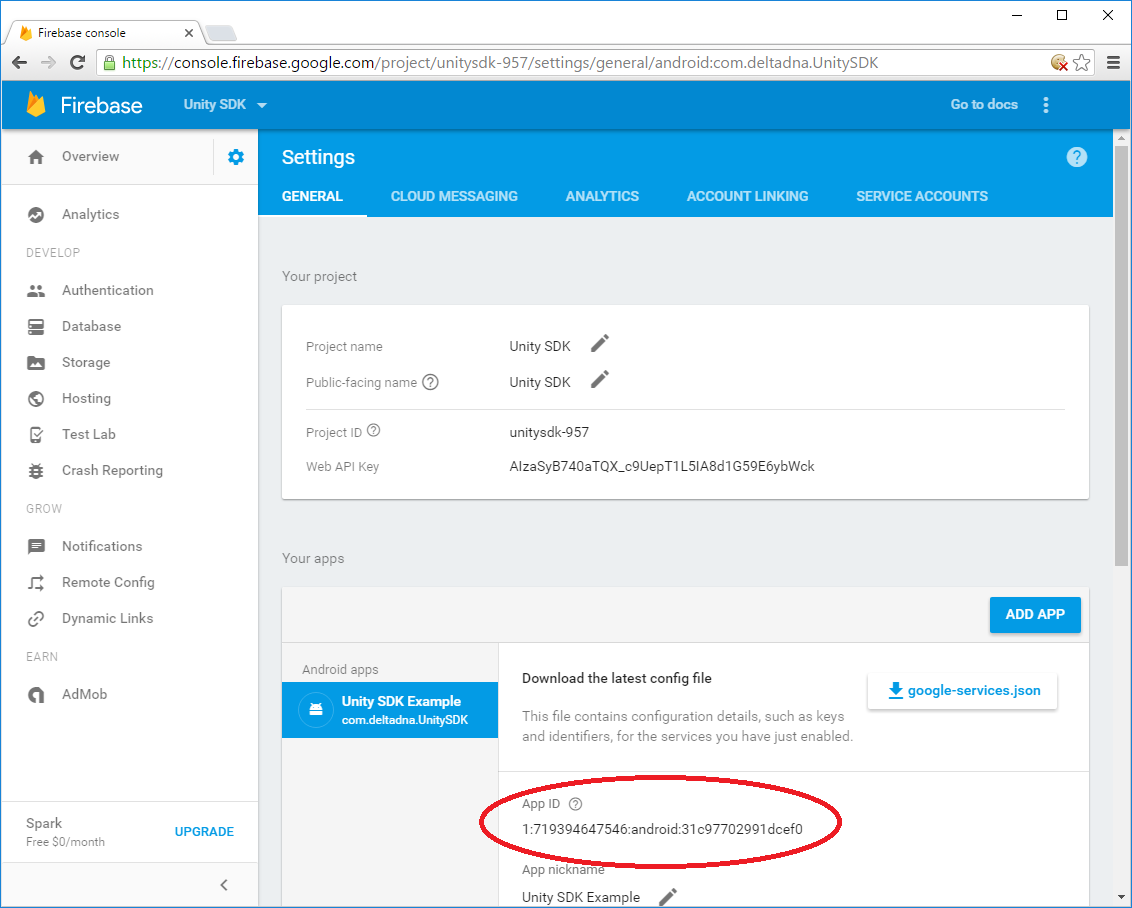 Firebase console
https://console.firebase.google.com/project/unitysdk-957/settings/general/android:com.deltadna.UnitySDK
Firebase
Unity SDK
Go to docs
Overview
Analytics
DEVELOP
Authentication
Database
Storage
Hosting
Test Lab
Crash Reporting
GROW
Notifications
Remote Config
Dynamic Links
EARN
AdMob
Spark
Free $0/month
UPGRADE
Settings
GENERAL
CLOUD MESSAGING
ANALYTICS
ACCOUNT LINKING
SERVICE ACCOUNTS
Your project
Project name Unity SDK
Public-facing name Unity SDK
Project ID unitysdk-957
Web API Key AIzaSyB740aTQX_c9UepT1L5IA8d1G59E6ybWck
Your apps
ADD APP
Android apps
Unity SDK Example
com.deltadna.UnitySDK
Download the latest config file
google-services.json
This file contains configuration details, such as keys
and identifiers, for the services you have just enabled.
App ID
1:719394647546:android:31c97702991dcef0
App nickname
Unity SDK Example